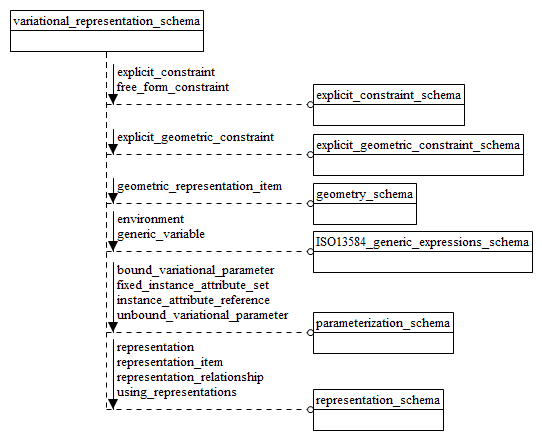 variational_representation_schema
explicit_constraint
free_form_constraint
explicit_constraint_schema
explicit_geometric_constraint
explicit_geometric_constraint_schema
geometric_representation_item
geometry_schema
environment
generic_variable
ISO13584_generic_expressions_schema
bound_variational_parameter
fixed_instance_attribute_set
instance_attribute_reference
unbound_variational_parameter
parameterization_schema
representation
representation_item
representation_relationship
using_representations
representation_schema